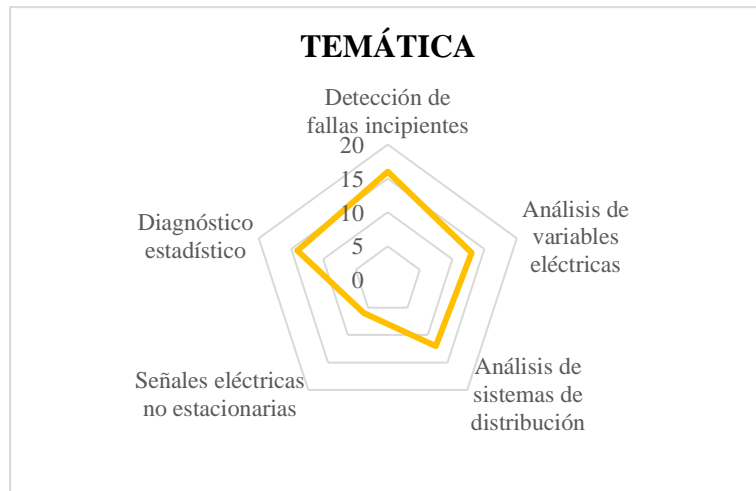 TEMÁTICA
Detección de
fallas incipientes
20
15
10
5
0
Análisis de
variables
eléctricas
Análisis de
sistemas de
distribución
Señales eléctricas
no estacionarias
Diagnóstico
estadístico